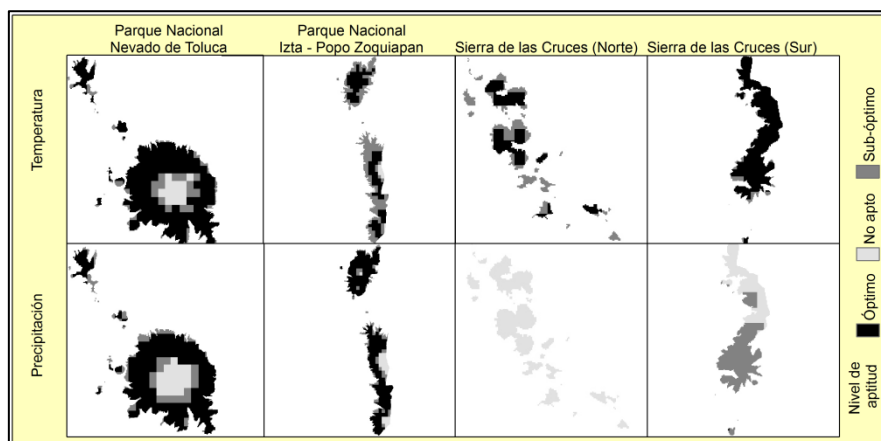 Parque Nacional
Nevado de Toluca
Parque Nacional
Izta - Popo Zoquiapan
Sierra de las Cruces (Norte)
Sierra de las Cruces (Sur)
Temperatura
Precipitación
Nivel de
aptitud
Óptimo
No apto
Sub-óptimo